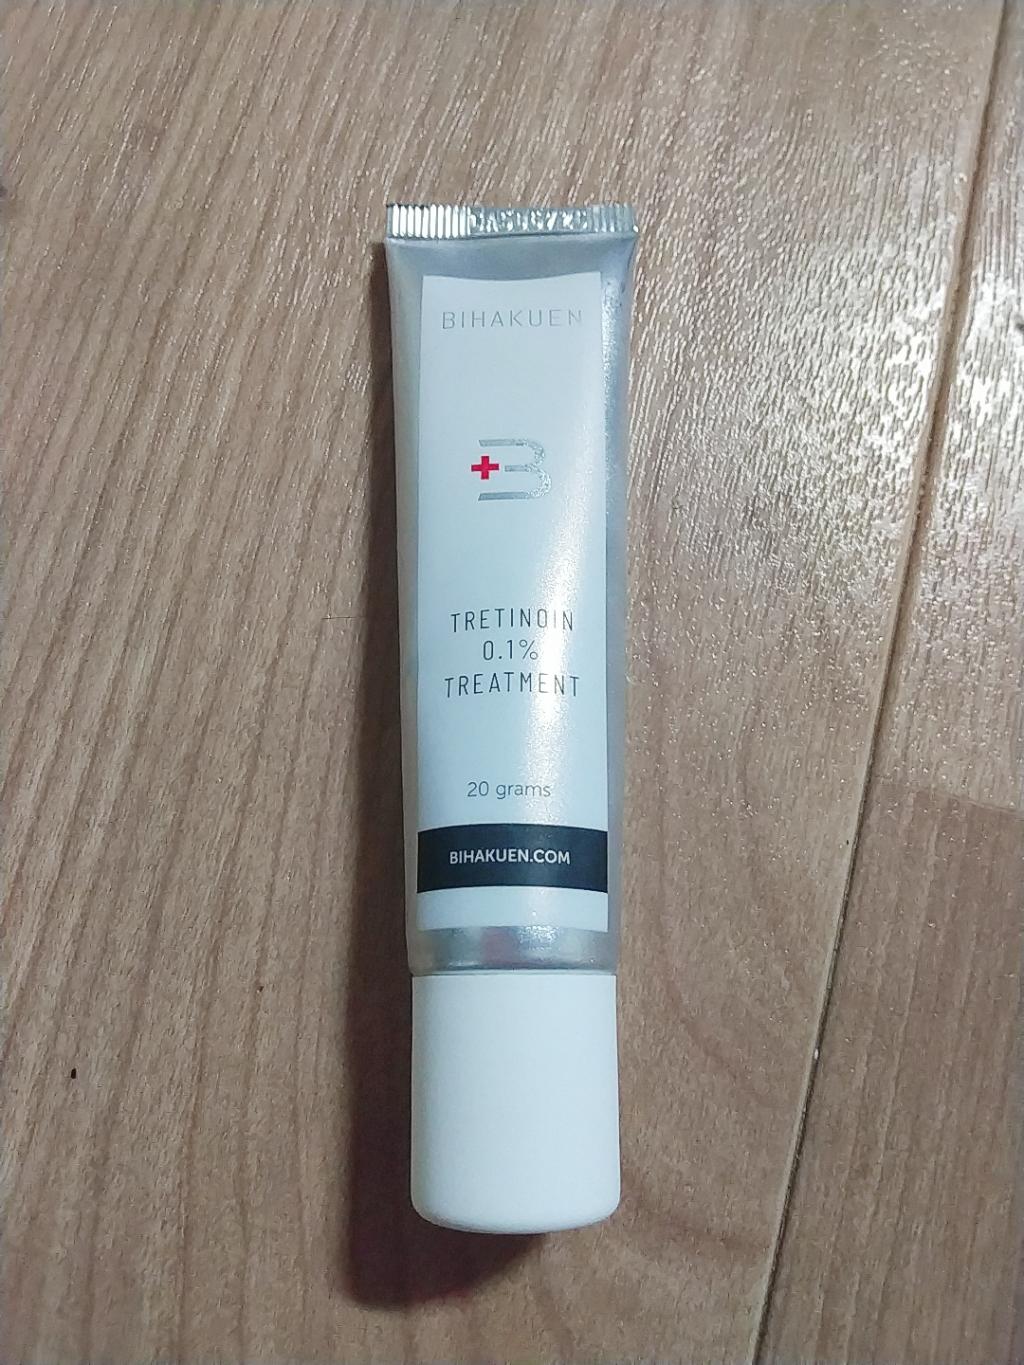 BIHAKUEN
TRETINOIN
0.1%
TREATMENT
20 grams
BIHAKUEN.COM